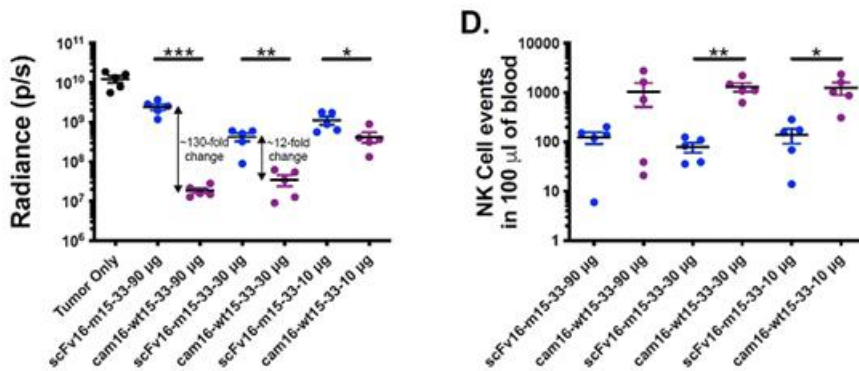 D.
Radiance (p/s)
10¹¹
10¹⁰
10⁹
10⁸
10⁷
10⁶
***
**
*
~130-fold
change
~12-fold
change
Tumor Only
scFv16-m15-33-90 µg
cam16-wt15-33-90 µg
scFv16-m15-33-30 µg
cam16-wt15-33-30 µg
scFv16-m15-33-10 µg
cam16-wt15-33-10 µg
NK Cell events
in 100 µl of blood
10000
1000
100
10
1
**
*
scFv16-m15-33-90 µg
cam16-wt15-33-90 µg
scFv16-m15-33-30 µg
cam16-wt15-33-30 µg
scFv16-m15-33-10 µg
cam16-wt15-33-10 µg